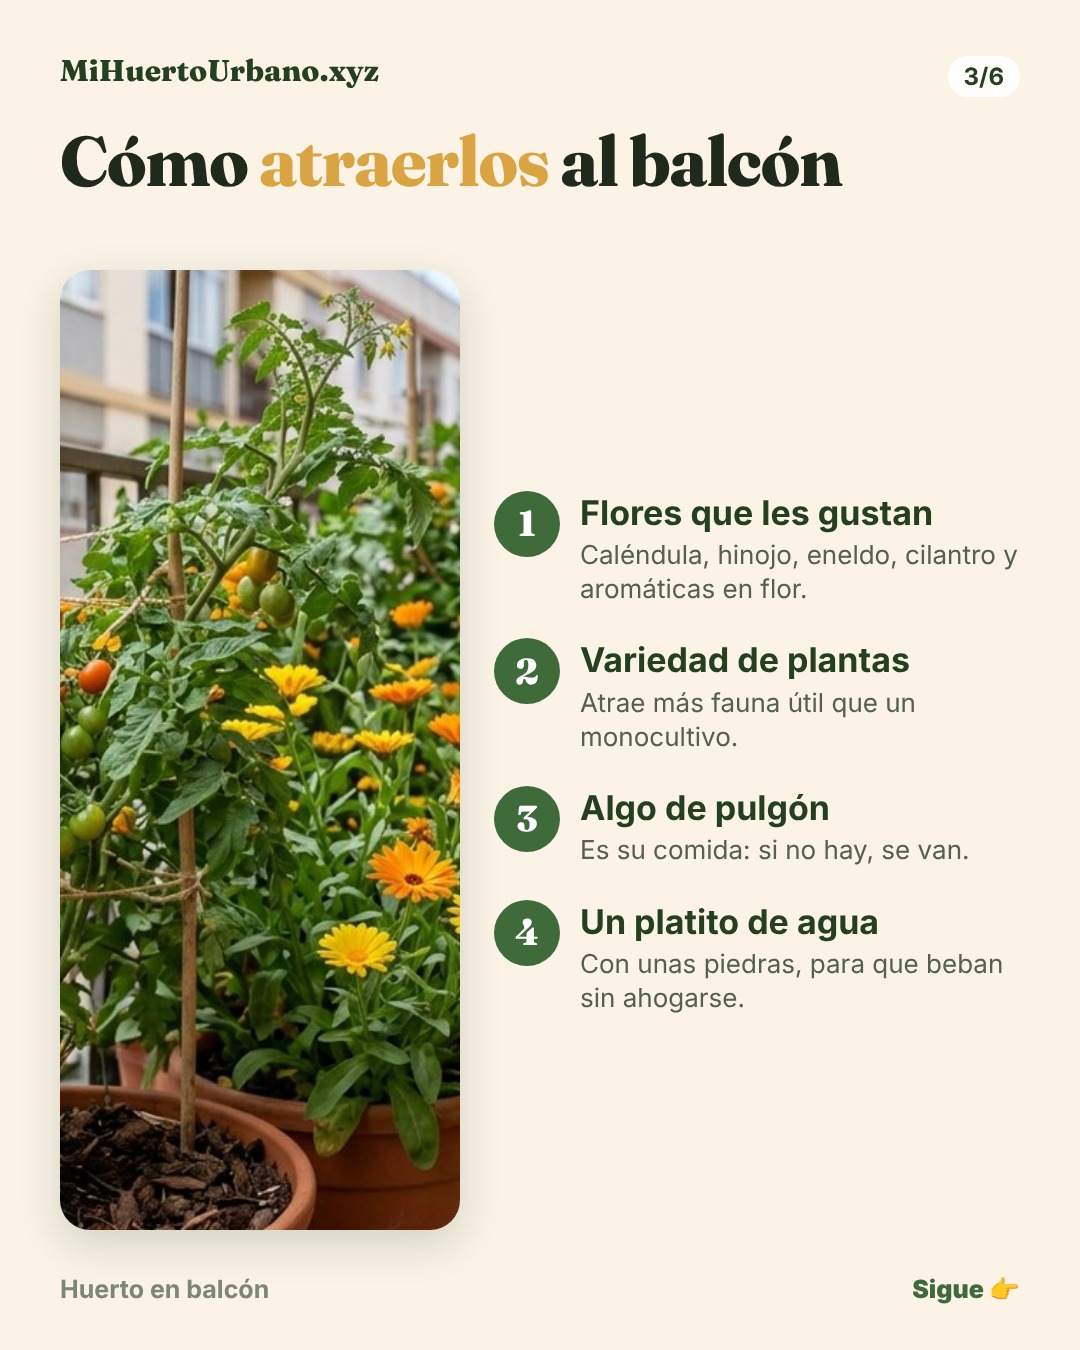 MiHuertoUrbano.xyz
3/6
Cómo atraerlos al balcón
1
Flores que les gustan
Caléndula, hinojo, eneldo, cilantro y
aromáticas en flor.
2
Variedad de plantas
Atrae más fauna útil que un
monocultivo.
3
Algo de pulgón
Es su comida: si no hay, se van.
4
Un platito de agua
Con unas piedras, para que beban
sin ahogarse.
Huerto en balcón
Sigue 👉